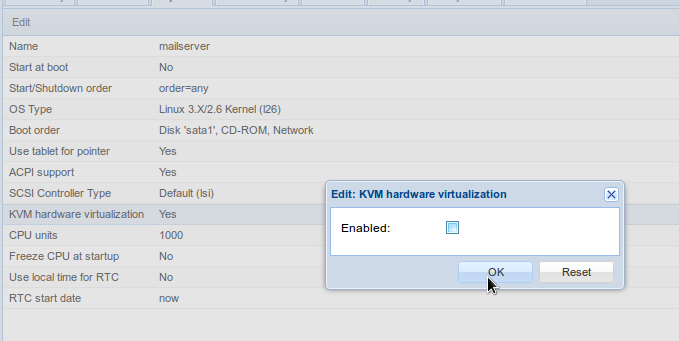 Edit
Name mailserver
Start at boot No
Start/Shutdown order order=any
OS Type Linux 3.X/2.6 Kernel (l26)
Boot order Disk 'sata1', CD-ROM, Network
Use tablet for pointer Yes
ACPI support Yes
SCSI Controller Type Default (lsi)
KVM hardware virtualization Yes
CPU units 1000
Freeze CPU at startup No
Use local time for RTC No
RTC start date now
Edit: KVM hardware virtualization
Enabled:
OK Reset